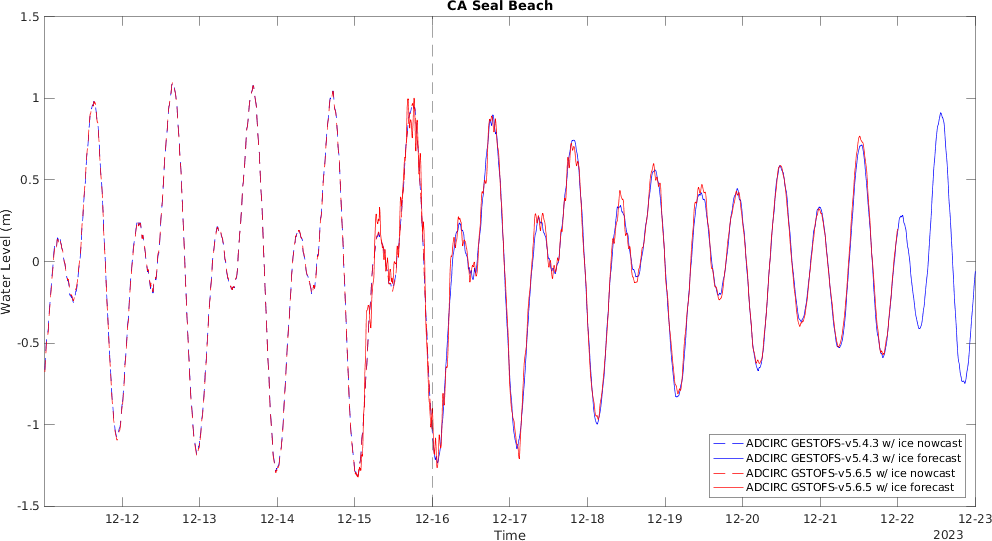 CA Seal Beach
1.5
1
0.5
0
-0.5
-1
-1.5
Water Level (m)
12-12
12-13
12-14
12-15
12-16
12-17
12-18
12-19
12-20
12-21
12-22
12-23
Time
2023
ADCIRC GESTOFS-v5.4.3 w/ ice nowcast
ADCIRC GESTOFS-v5.4.3 w/ ice forecast
ADCIRC GSTOFS-v5.6.5 w/ ice nowcast
ADCIRC GSTOFS-v5.6.5 w/ ice forecast